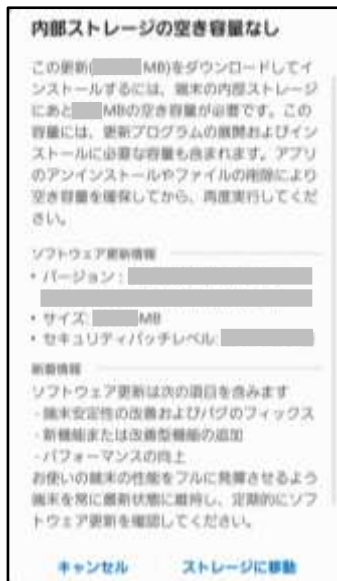 内部ストレージの空き容量なし
この更新( MB)をダウンロードしてイ
ンストールするには、端末の内部ストレージ
にあと MBの空き容量が必要です。この
容量には、更新プログラムの展開およびイン
ストールに必要な容量も含まれます。アプリ
のアンインストールやファイルの削除により
空き容量を確保してから、再度実行してくだ
さい。
ソフトウェア更新情報
・バージョン:
・サイズ: MB
・セキュリティパッチレベル:
新着情報
ソフトウェア更新は次の項目を含みます
- 端末安定性の改善およびバグのフィックス
- 新機能または改善型機能の追加
- パフォーマンスの向上
お使いの端末の性能をフルに発揮させるよう
端末を常に最新状態に維持し、定期的にソフ
トウェア更新を確認してください。
キャンセル ストレージに移動